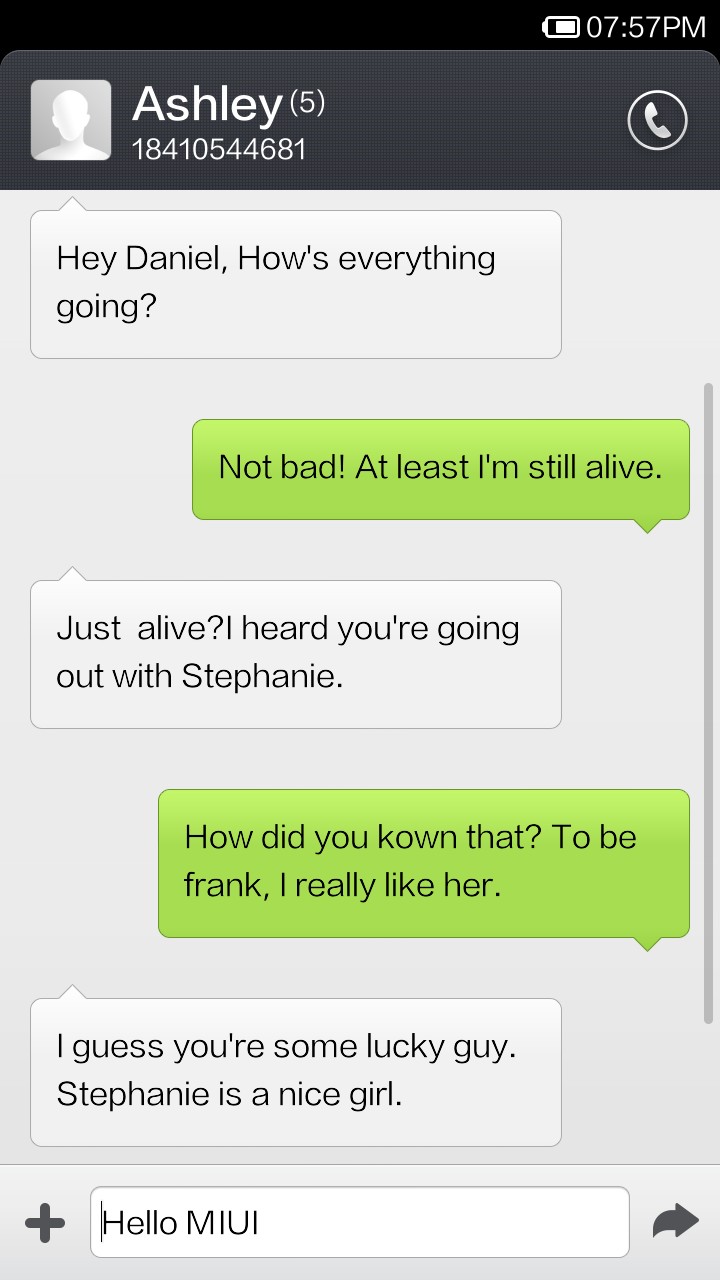 07:57PM
Ashley (5)
18410544681
Hey Daniel, How's everything
going?
Not bad! At least I'm still alive.
Just  alive?I heard you're going
out with Stephanie.
How did you kown that? To be
frank, I really like her.
I guess you're some lucky guy.
Stephanie is a nice girl.
Hello MIUI